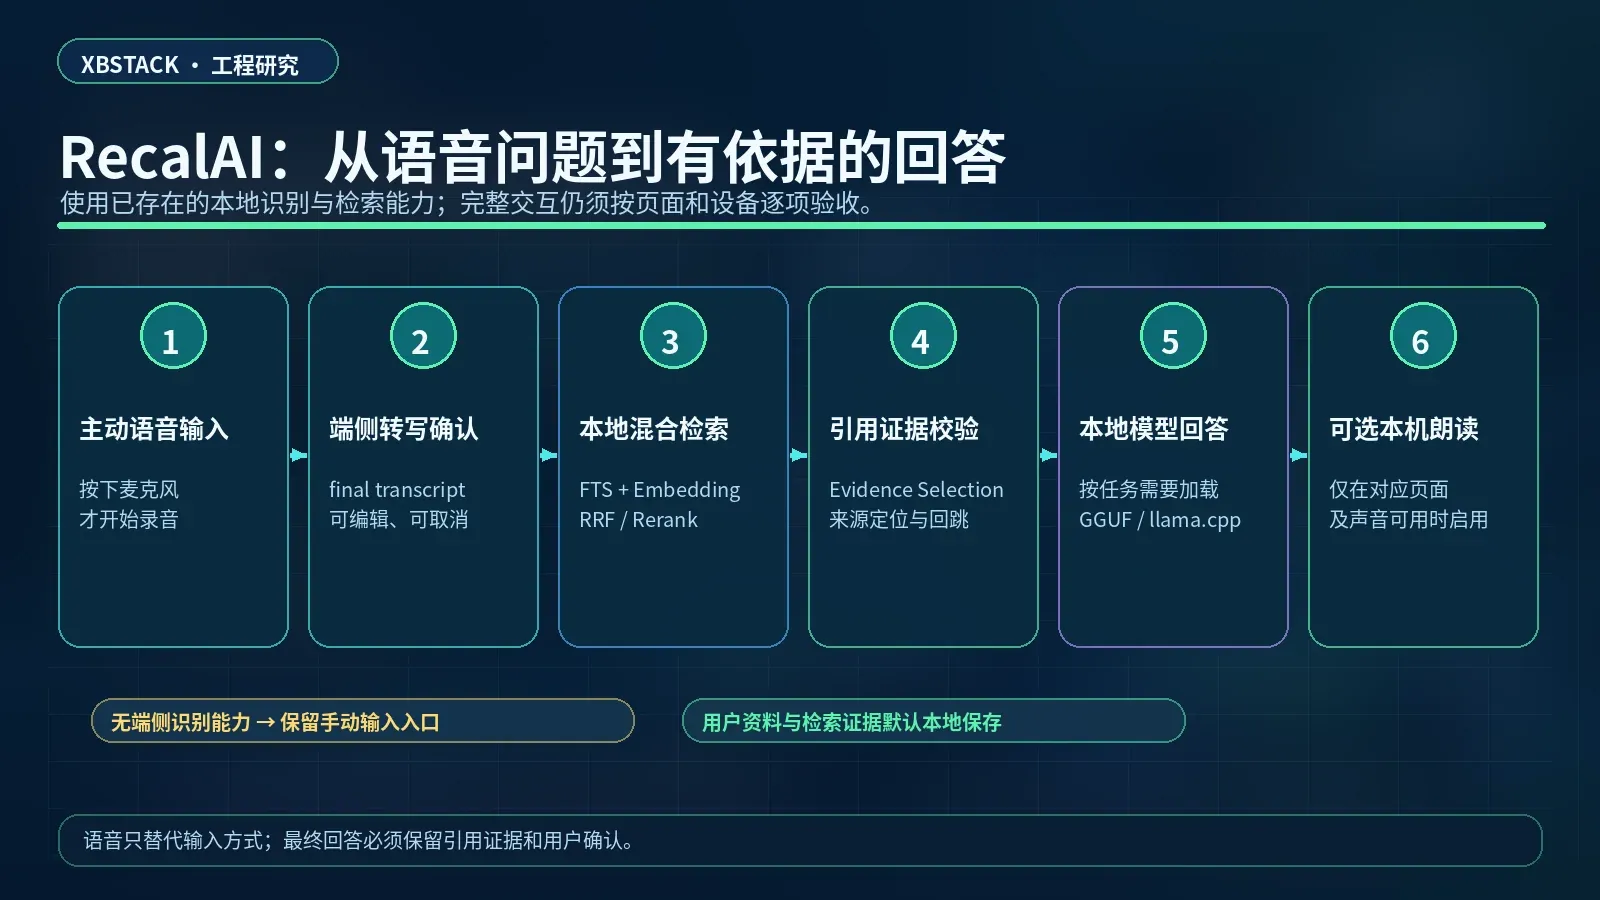 XBSTACK · 工程研究
RecalAI：从语音问题到有依据的回答
使用已存在的本地识别与检索能力；完整交互仍须按页面和设备逐项验收。
1
主动语音输入
按下麦克风
才开始录音
2
端侧转写确认
final transcript
可编辑、可取消
3
本地混合检索
FTS + Embedding
RRF / Rerank
4
引用证据校验
Evidence Selection
来源定位与回跳
5
本地模型回答
按任务需要加载
GGUF / llama.cpp
6
可选本机朗读
仅在对应页面
及声音可用时启用
无端侧识别能力 → 保留手动输入入口
用户资料与检索证据默认本地保存
语音只替代输入方式；最终回答必须保留引用证据和用户确认。